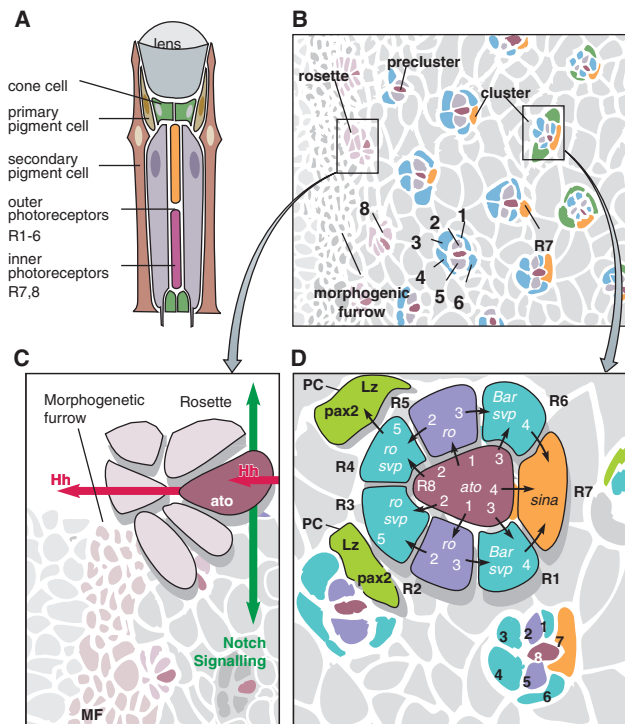 A
lens
cone cell
primary
pigment cell
secondary
pigment cell
outer
photoreceptors
R1-6
inner
photoreceptors
R7,8
B
precluster
rosette
cluster
8
2
1
3
R7
4
5
6
morphogenic
furrow
C
Morphogenetic
furrow
Rosette
Hh
Hh
ato
Notch
Signalling
MF
D
PC
Lz
pax2
R5
Bar
svp
R6
5
2
3
4
ro
R4
ro
svp
2
1
3
R8
ato
4
sina
R7
R3
ro
svp
2
1
3
PC
5
Lz
2
ro
3
Bar
svp
4
pax2
R2
R1
3
2
1
7
8
4
5
6